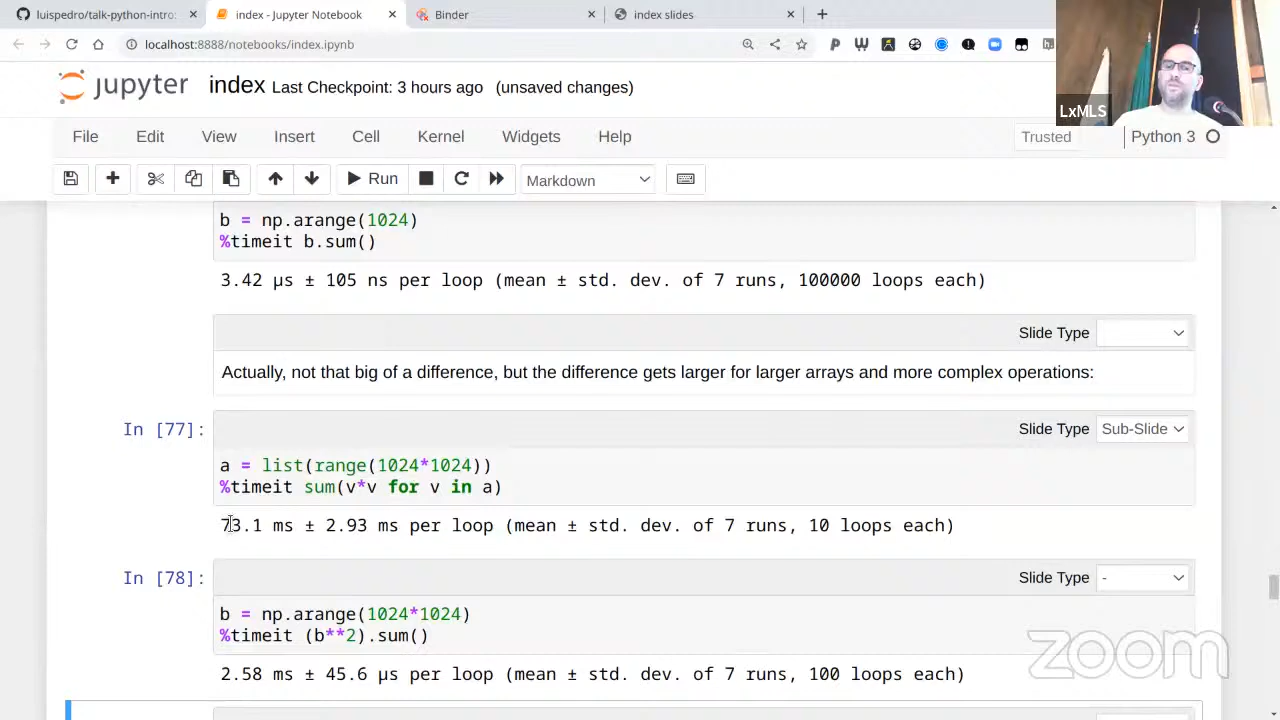 luispedro/talk-python-intro:
index - Jupyter Notebook
Binder
index slides
localhost:8888/notebooks/index.ipynb
jupyter index Last Checkpoint: 3 hours ago (unsaved changes)
LxMLS
File Edit View Insert Cell Kernel Widgets Help
Trusted Python 3
Run Markdown
b = np.arange(1024)
%timeit b.sum()
3.42 µs ± 105 ns per loop (mean ± std. dev. of 7 runs, 100000 loops each)
Slide Type
Actually, not that big of a difference, but the difference gets larger for larger arrays and more complex operations:
In [77]:
Slide Type Sub-Slide
a = list(range(1024*1024))
%timeit sum(v*v for v in a)
73.1 ms ± 2.93 ms per loop (mean ± std. dev. of 7 runs, 10 loops each)
In [78]:
Slide Type -
b = np.arange(1024*1024)
%timeit (b**2).sum()
2.58 ms ± 45.6 µs per loop (mean ± std. dev. of 7 runs, 100 loops each)
zoom